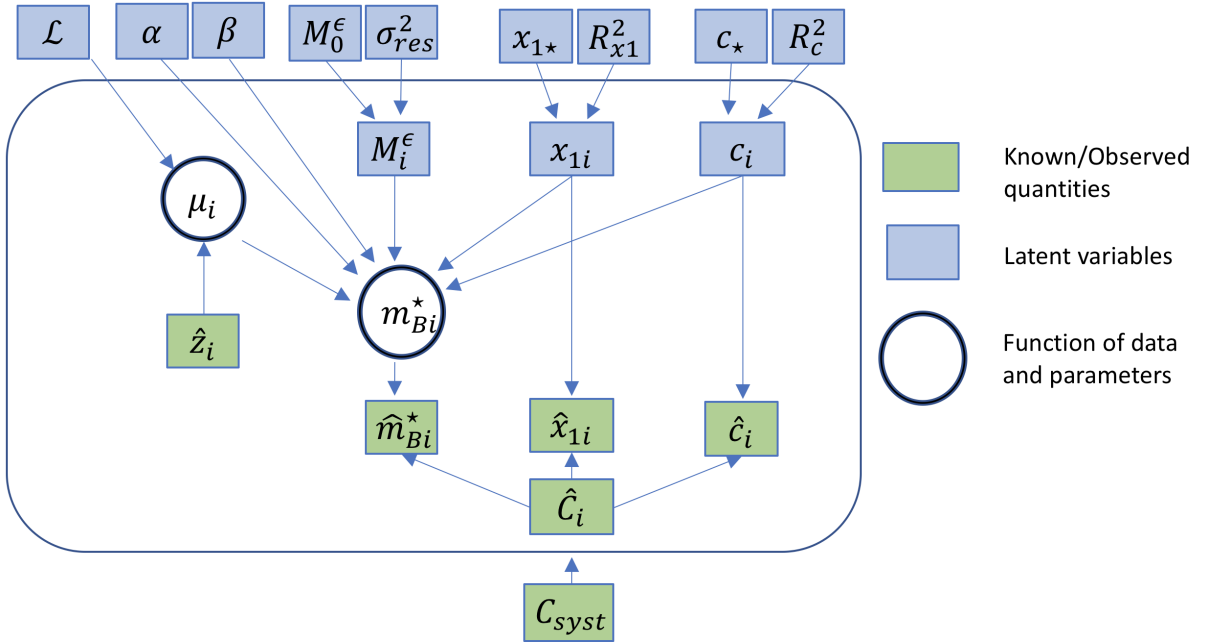 ℒ α β M₀^ϵ σ²_res x₁⋆ R²_x1 c⋆ R²_c
M_i^ϵ x₁ᵢ cᵢ
μᵢ
m⋆_Bi
ẑᵢ
m̂⋆_Bi x̂₁ᵢ ĉᵢ
Ĉᵢ
C_syst
Known/Observed
quantities
Latent variables
Function of data
and parameters